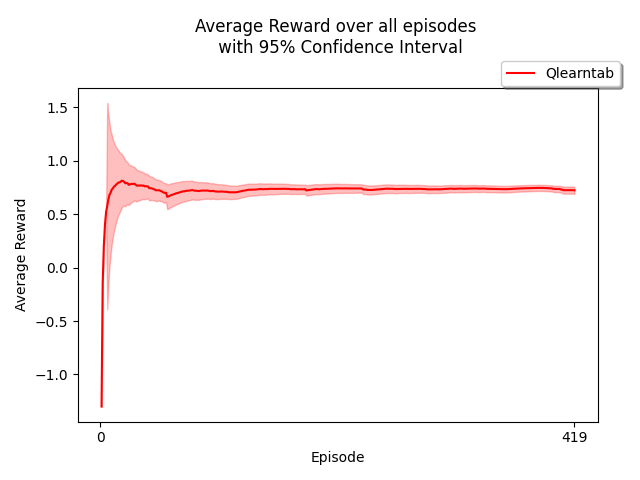 Average Reward over all episodes
with 95% Confidence Interval
Qlearntab
1.5
1.0
0.5
0.0
−0.5
−1.0
Average Reward
0
419
Episode